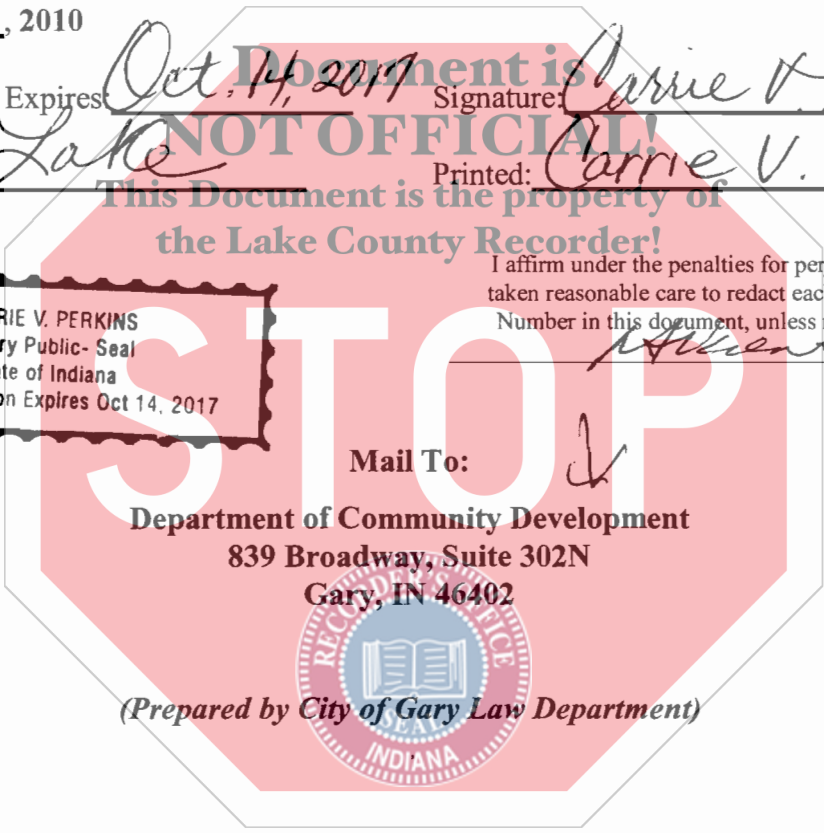 , 2010
Expires: Oct. 14, 2017 Signature: Carrie V.
Lake Printed: Carrie V.
Document is
NOT OFFICIAL!
This Document is the property of
the Lake County Recorder!
I affirm under the penalties for per
taken reasonable care to redact eac
Number in this document, unless
RIE V. PERKINS
ry Public- Seal
te of Indiana
on Expires Oct 14, 2017
STOP
Mail To:
Department of Community Development
839 Broadway, Suite 302N
Gary, IN 46402
(Prepared by City of Gary Law Department)
RECORDER'S OFFICE
SEAL
INDIANA